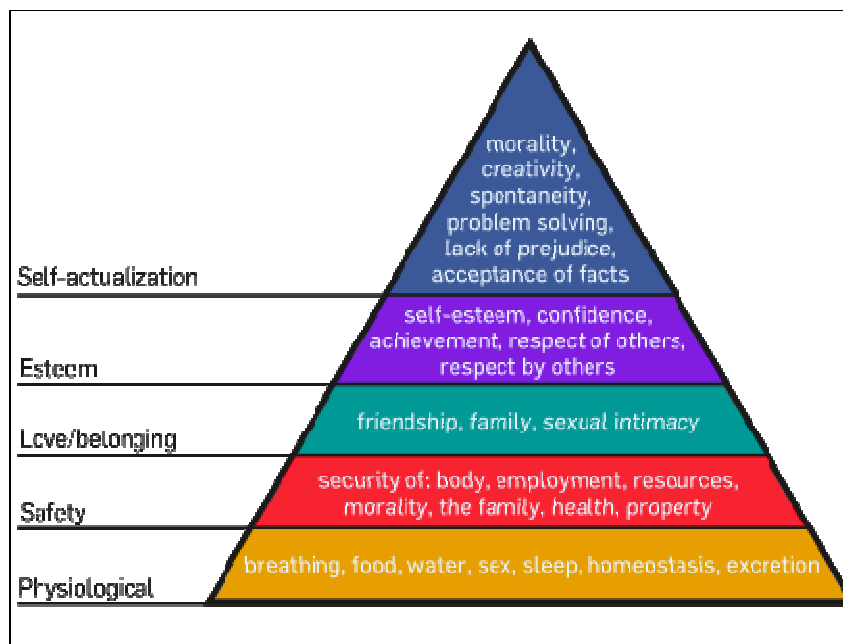 morality,
creativity,
spontaneity,
problem solving,
lack of prejudice,
acceptance of facts
Self-actualization
self-esteem, confidence,
achievement, respect of others,
respect by others
Esteem
friendship, family, sexual intimacy
Love/belonging
security of: body, employment, resources,
morality, the family, health, property
Safety
breathing, food, water, sex, sleep, homeostasis, excretion
Physiological